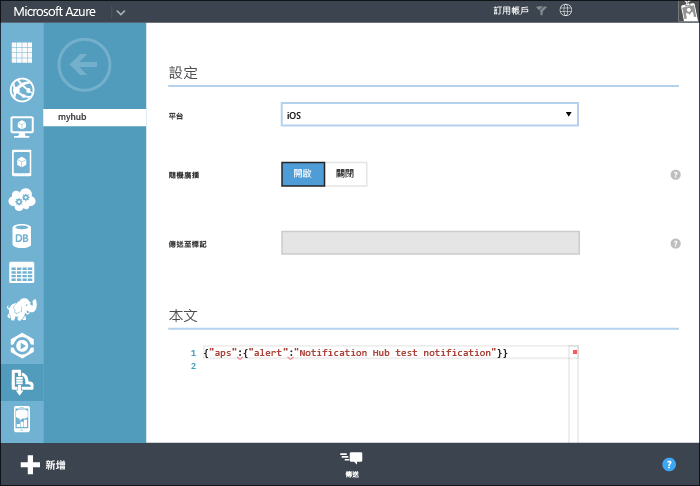 Microsoft Azure
訂用帳戶
myhub
DB
設定
平台
iOS
隨機廣播
開啟 關閉
?
傳送至標記
?
本文
1 {"aps":{"alert":"Notification Hub test notification"}}
2
新增
傳送
?